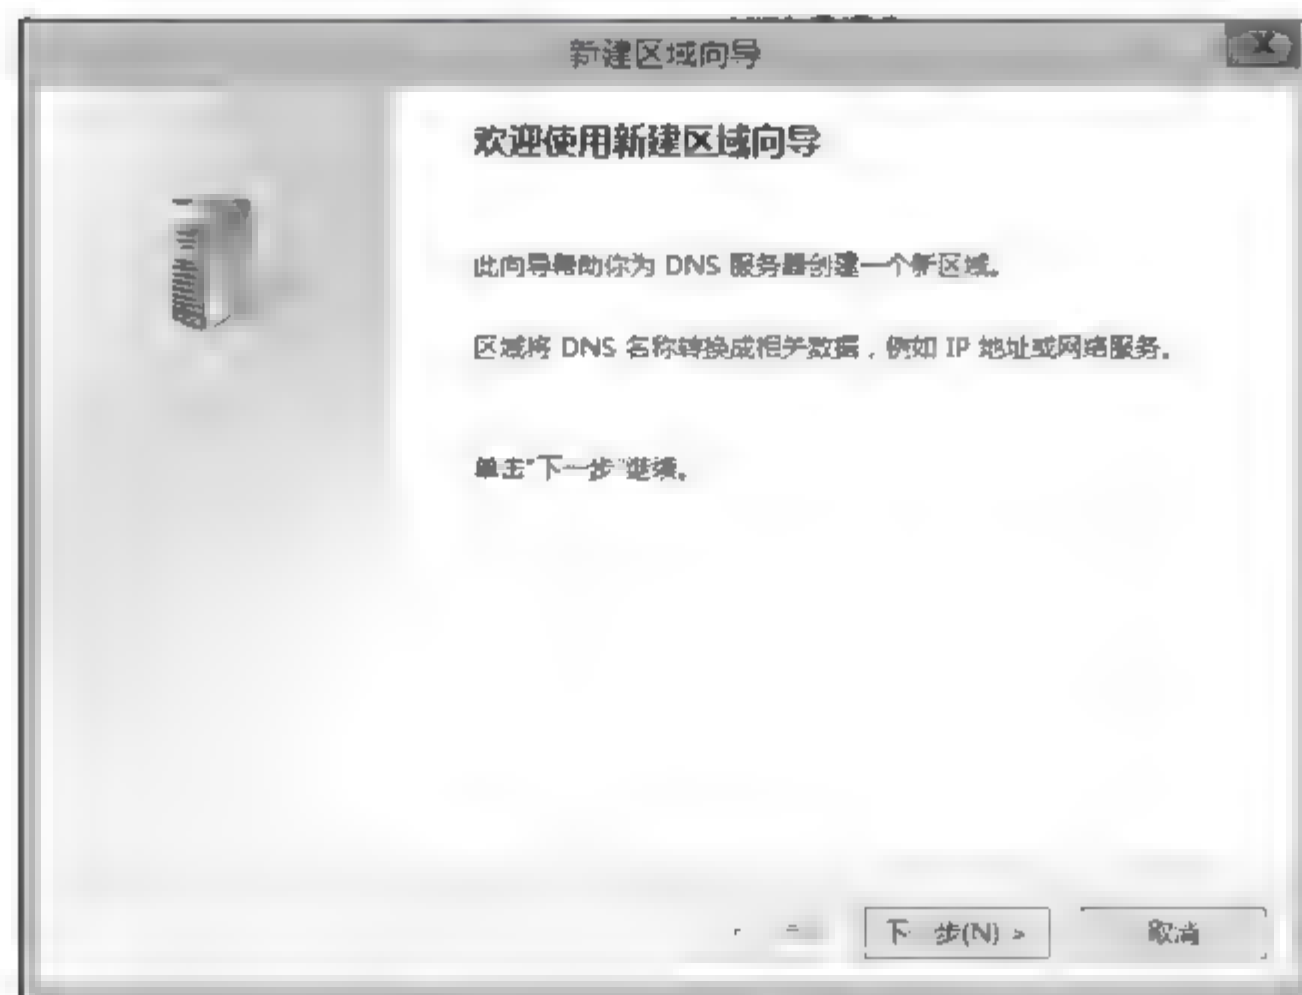 新建区域向导
欢迎使用新建区域向导
此向导帮助你为 DNS 服务器创建一个新区域。
区域将 DNS 名称转换成相关数据，例如 IP 地址或网络服务。
单击"下一步"继续。
下一步(N) > 取消